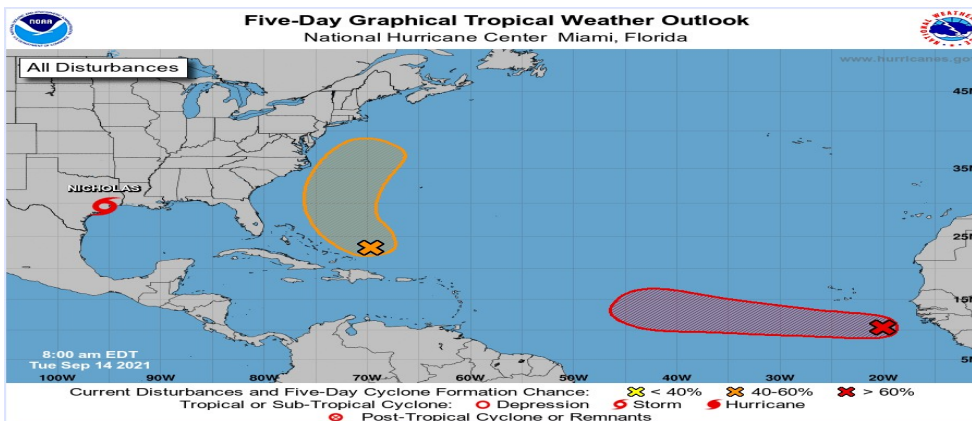 NOAA
Five-Day Graphical Tropical Weather Outlook
National Hurricane Center Miami, Florida
All Disturbances
www.hurricanes.gov
45N
35N
NICHOLAS
25N
15N
5N
8:00 am EDT
Tue Sep 14 2021
100W 90W 80W 70W 60W 50W 40W 30W 20W
Current Disturbances and Five-Day Cyclone Formation Chance: < 40% 40-60% > 60%
Tropical or Sub-Tropical Cyclone: Depression Storm Hurricane
Post-Tropical Cyclone or Remnants